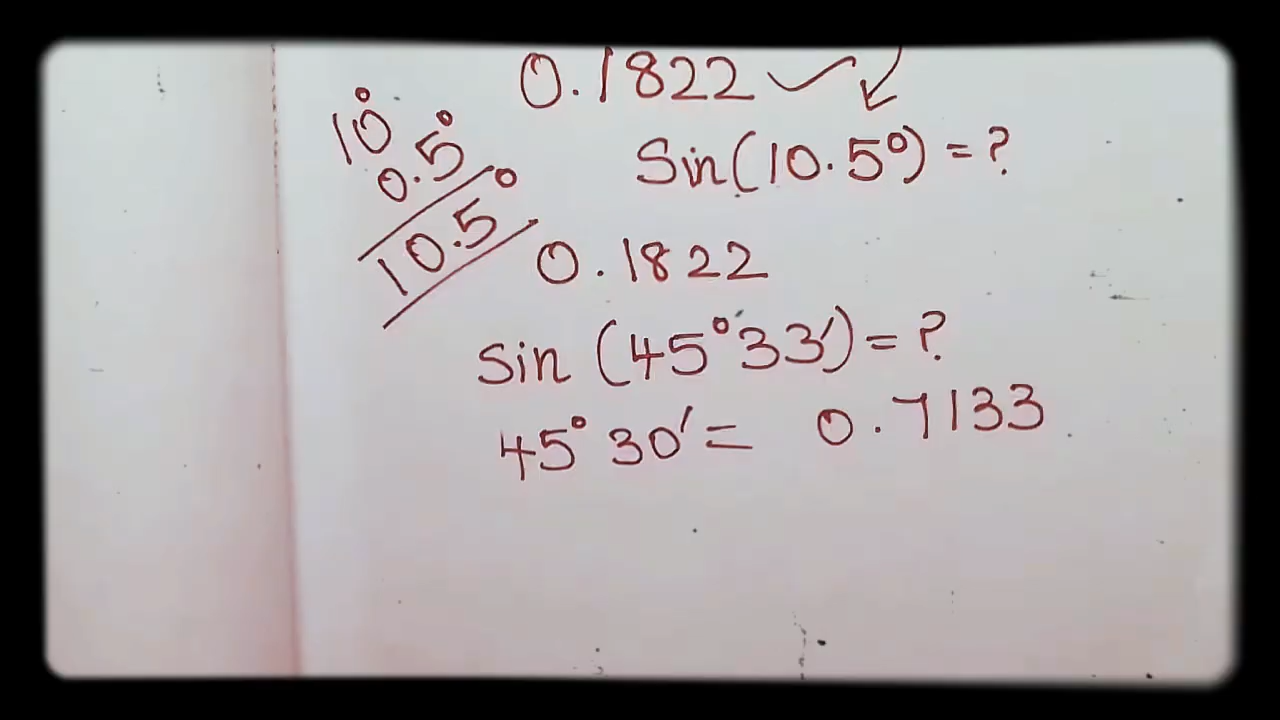 0.1822
10°
0.5°
10.5°
Sin(10.5°) = ?
0.1822
Sin (45°33′) = ?
45° 30′ = 0.7133